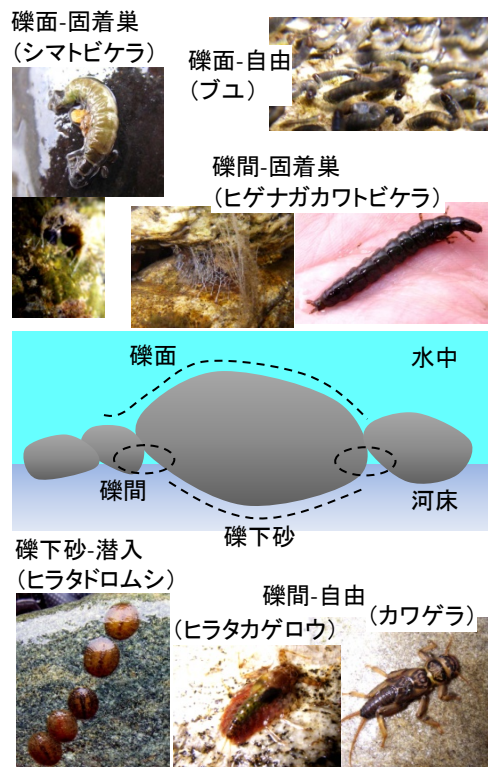 礫面-固着巣
(シマトビケラ)
礫面-自由
(ブユ)
礫間-固着巣
(ヒゲナガカワトビケラ)
礫面
水中
礫間
河床
礫下砂
礫下砂-潜入
(ヒラタドロムシ)
礫間-自由
(カワゲラ)
(ヒラタカゲロウ)